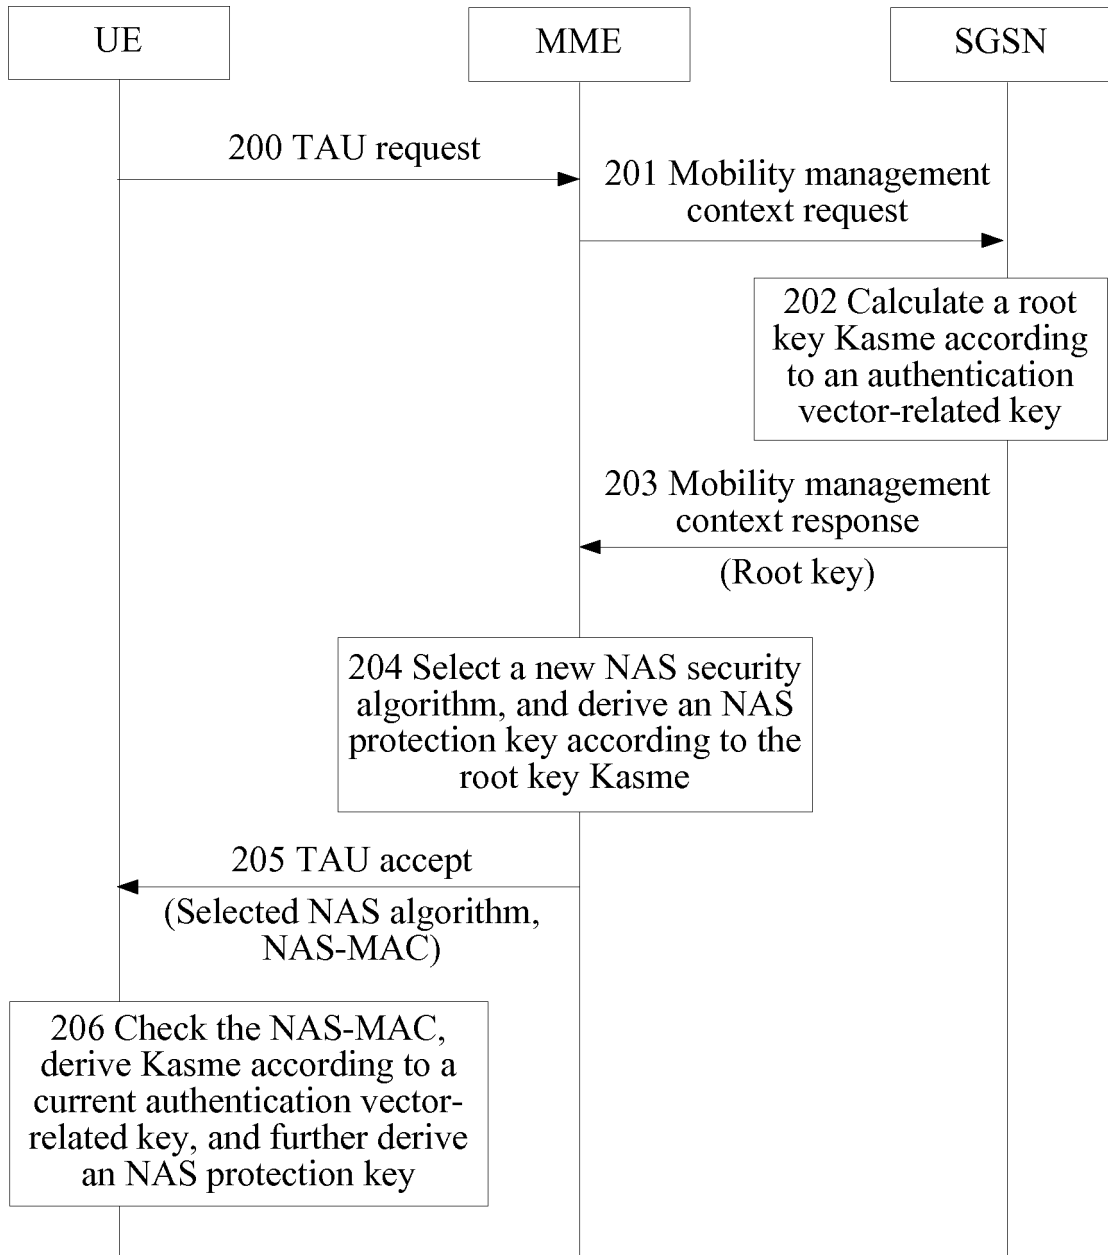 UE
MME
SGSN
200 TAU request
201 Mobility management
context request
202 Calculate a root
key Kasme according
to an authentication
vector-related key
203 Mobility management
context response
(Root key)
204 Select a new NAS security
algorithm, and derive an NAS
protection key according to the
root key Kasme
205 TAU accept
(Selected NAS algorithm,
NAS-MAC)
206 Check the NAS-MAC,
derive Kasme according to a
current authentication vector-
related key, and further derive
an NAS protection key